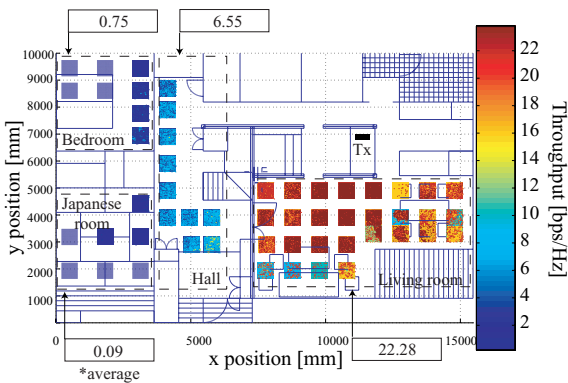 0.75
6.55
10000
9000
8000
7000
6000
5000
4000
3000
2000
1000
y position [mm]
Bedroom
Japanese
room
Hall
Tx
Living room
0
5000
10000
15000
x position [mm]
0.09
*average
22.28
22
20
18
16
14
12
10
8
6
4
2
Throughput [bps/Hz]